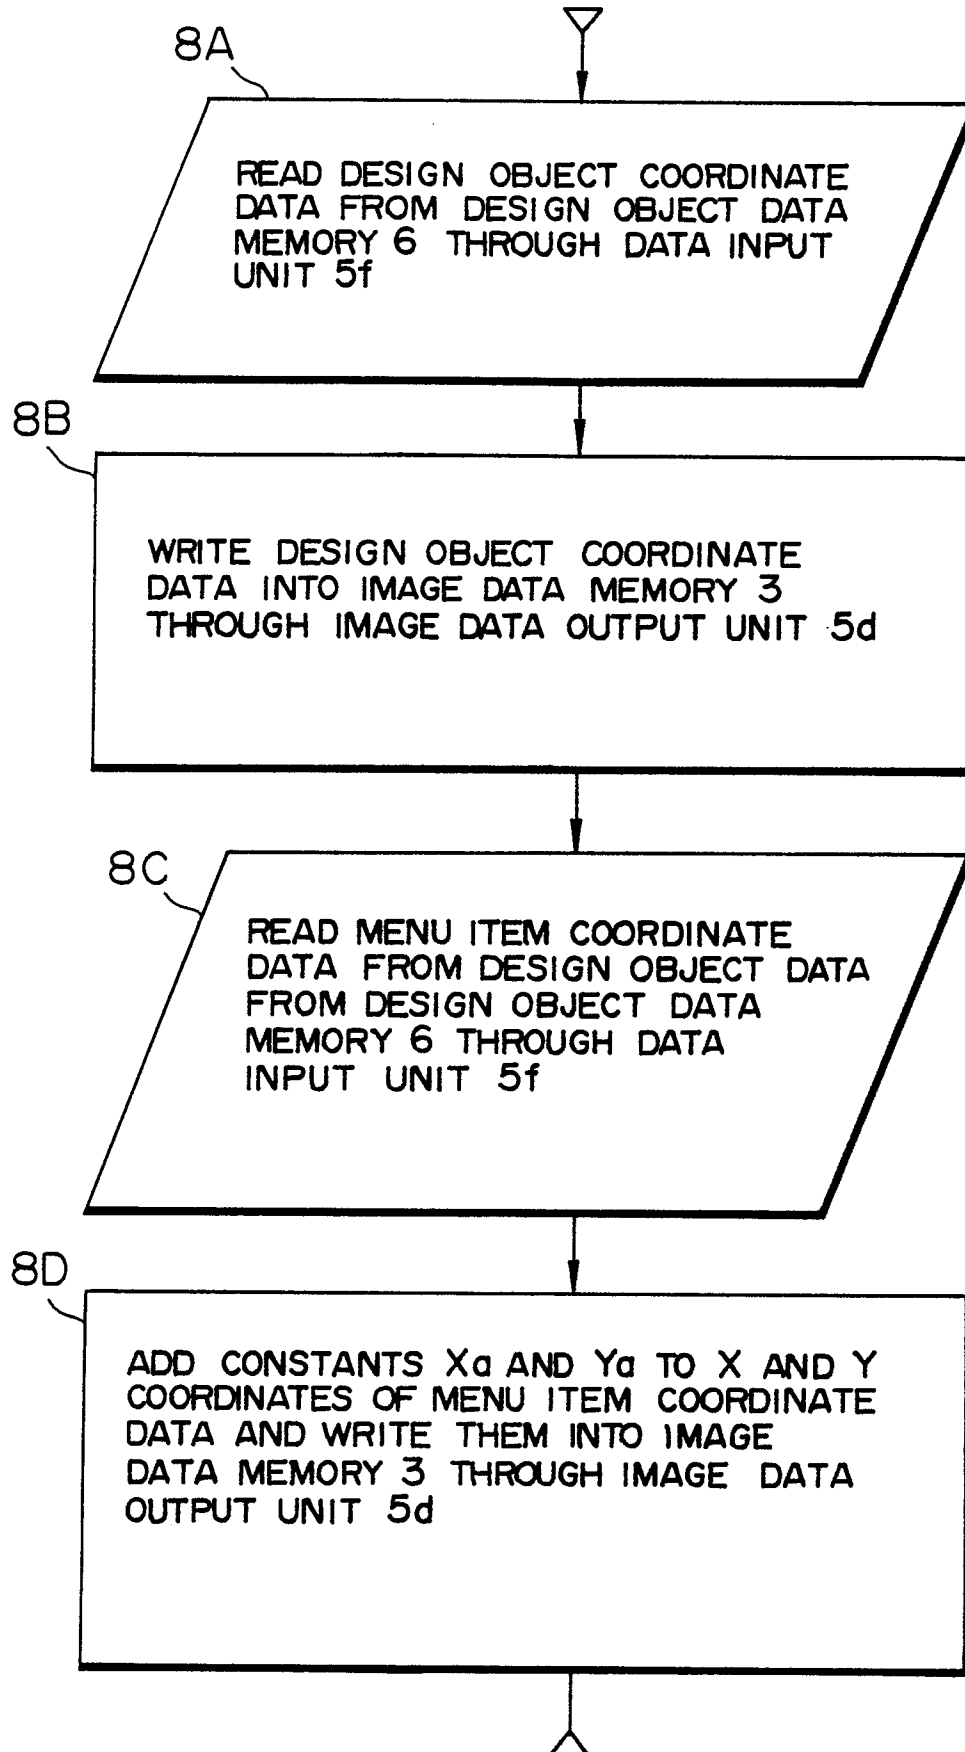 8A
READ DESIGN OBJECT COORDINATE
DATA FROM DESIGN OBJECT DATA
MEMORY 6 THROUGH DATA INPUT
UNIT 5f
8B
WRITE DESIGN OBJECT COORDINATE
DATA INTO IMAGE DATA MEMORY 3
THROUGH IMAGE DATA OUTPUT UNIT 5d
8C
READ MENU ITEM COORDINATE
DATA FROM DESIGN OBJECT DATA
FROM DESIGN OBJECT DATA
MEMORY 6 THROUGH DATA
INPUT UNIT 5f
8D
ADD CONSTANTS Xa AND Ya TO X AND Y
COORDINATES OF MENU ITEM COORDINATE
DATA AND WRITE THEM INTO IMAGE
DATA MEMORY 3 THROUGH IMAGE DATA
OUTPUT UNIT 5d